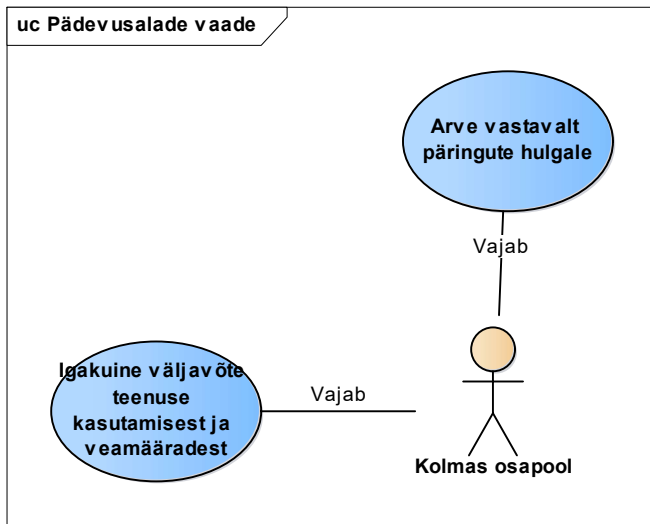 uc Pädevusalade vaade
Arve vastavalt
päringute hulgale
Vajab
Igakuine väljavõte
teenuse
kasutamisest ja
veamääradest
Vajab
Kolmas osapool